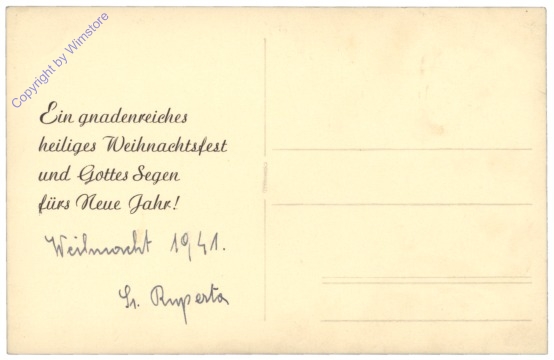 Copyright by Wimstore
Ein gnadenreiches
heiliges Weihnachtsfest
und Gottes Segen
fürs Neue Jahr!
Weihnacht 1941.
Sr. Ruperta